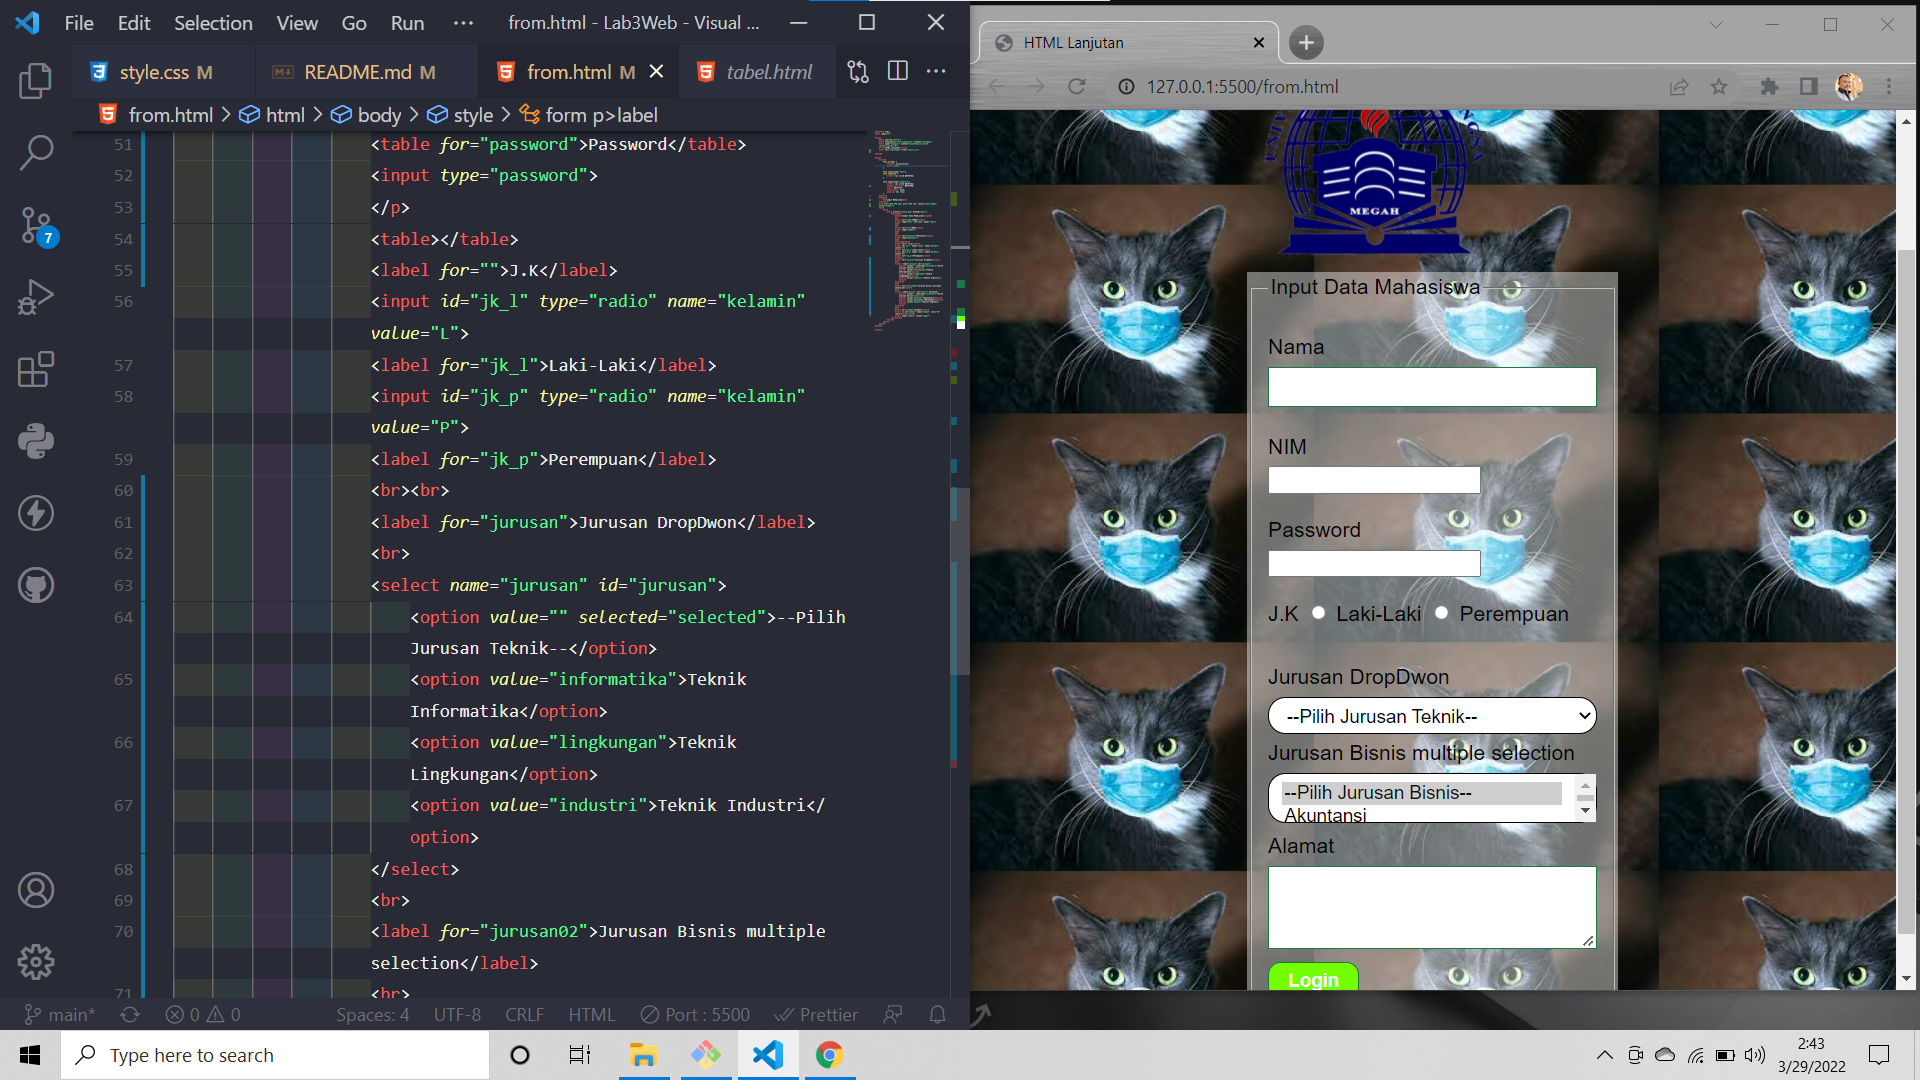 File Edit Selection View Go Run ··· from.html - Lab3Web - Visual ...
style.css M README.md M from.html M tabel.html
from.html > html > body > style > form p>label
51 <table for="password">Password</table>
52 <input type="password">
53 </p>
54 <table></table>
55 <label for="">J.K</label>
56 <input id="jk_l" type="radio" name="kelamin"
value="L">
57 <label for="jk_l">Laki-Laki</label>
58 <input id="jk_p" type="radio" name="kelamin"
value="P">
59 <label for="jk_p">Perempuan</label>
60 <br><br>
61 <label for="jurusan">Jurusan DropDwon</label>
62 <br>
63 <select name="jurusan" id="jurusan">
64 <option value="" selected="selected">--Pilih
Jurusan Teknik--</option>
65 <option value="informatika">Teknik
Informatika</option>
66 <option value="lingkungan">Teknik
Lingkungan</option>
67 <option value="industri">Teknik Industri</
option>
68 </select>
69 <br>
70 <label for="jurusan02">Jurusan Bisnis multiple
selection</label>
71 <br>
7
main* 0 0 Spaces: 4 UTF-8 CRLF HTML Port : 5500 Prettier
HTML Lanjutan
127.0.0.1:5500/from.html
MEGAH
Input Data Mahasiswa
Nama
NIM
Password
J.K Laki-Laki Perempuan
Jurusan DropDwon
--Pilih Jurusan Teknik--
Jurusan Bisnis multiple selection
--Pilih Jurusan Bisnis--
Akuntansi
Alamat
Login
Type here to search
2:43
3/29/2022